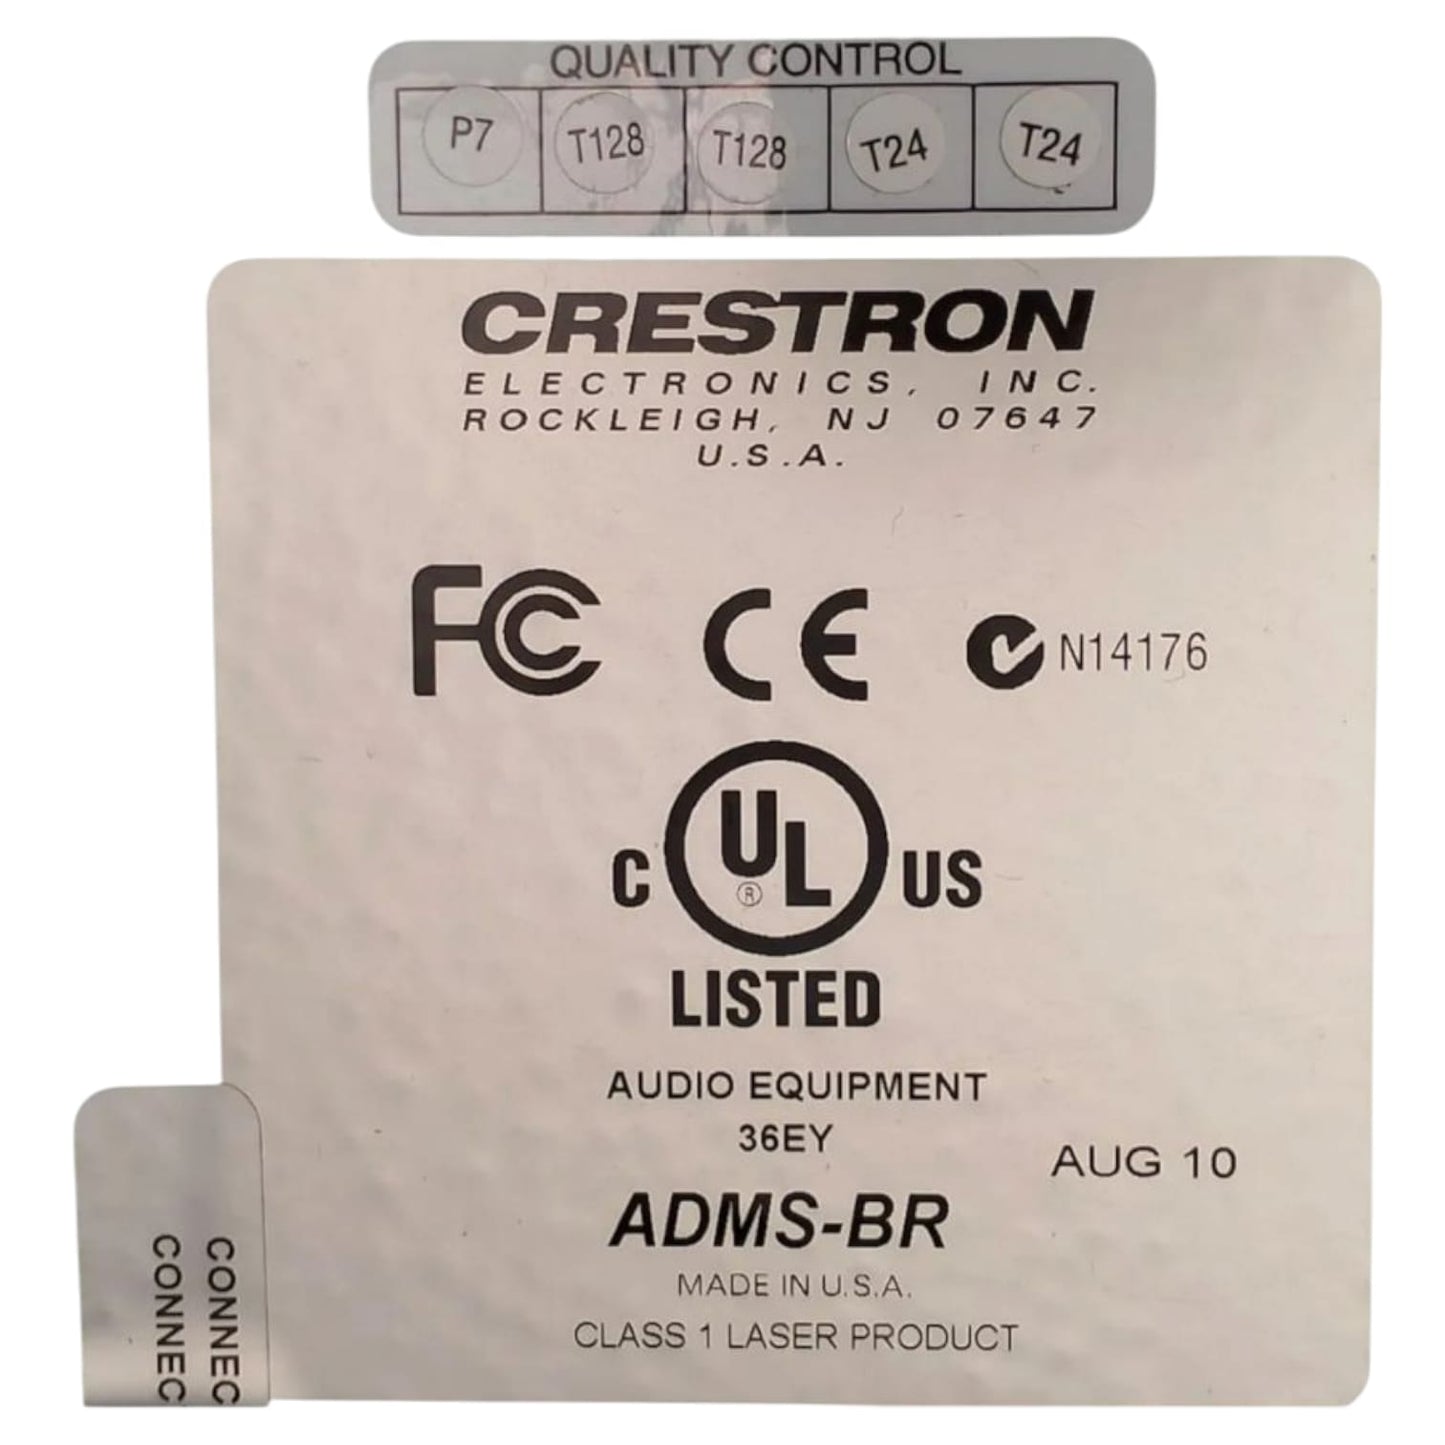 QUALITY CONTROL
P7 T128 T128 T24 T24
CRESTRON
ELECTRONICS, INC.
ROCKLEIGH, NJ 07647
U.S.A.
FC CE N14176
C UL® US
LISTED
AUDIO EQUIPMENT
36EY
AUG 10
ADMS-BR
MADE IN U.S.A.
CLASS 1 LASER PRODUCT
CONNEC
CONNEC